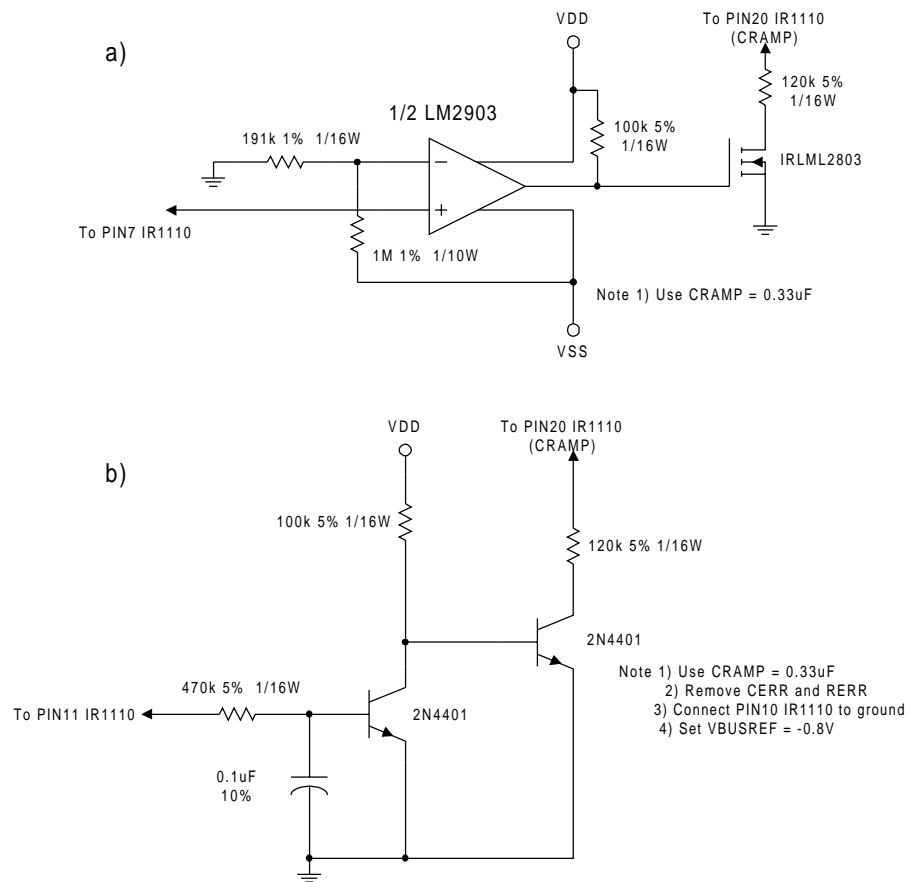 a)
VDD
To PIN20 IR1110
(CRAMP)
120k 5%
1/16W
1/2 LM2903
191k 1% 1/16W
100k 5%
1/16W
−
+
IRLML2803
To PIN7 IR1110
1M 1% 1/10W
Note 1) Use CRAMP = 0.33uF
VSS
b)
VDD
To PIN20 IR1110
(CRAMP)
100k 5% 1/16W
120k 5% 1/16W
2N4401
470k 5% 1/16W
To PIN11 IR1110
2N4401
0.1uF
10%
Note 1) Use CRAMP = 0.33uF
2) Remove CERR and RERR
3) Connect PIN10 IR1110 to ground
4) Set VBUSREF = -0.8V